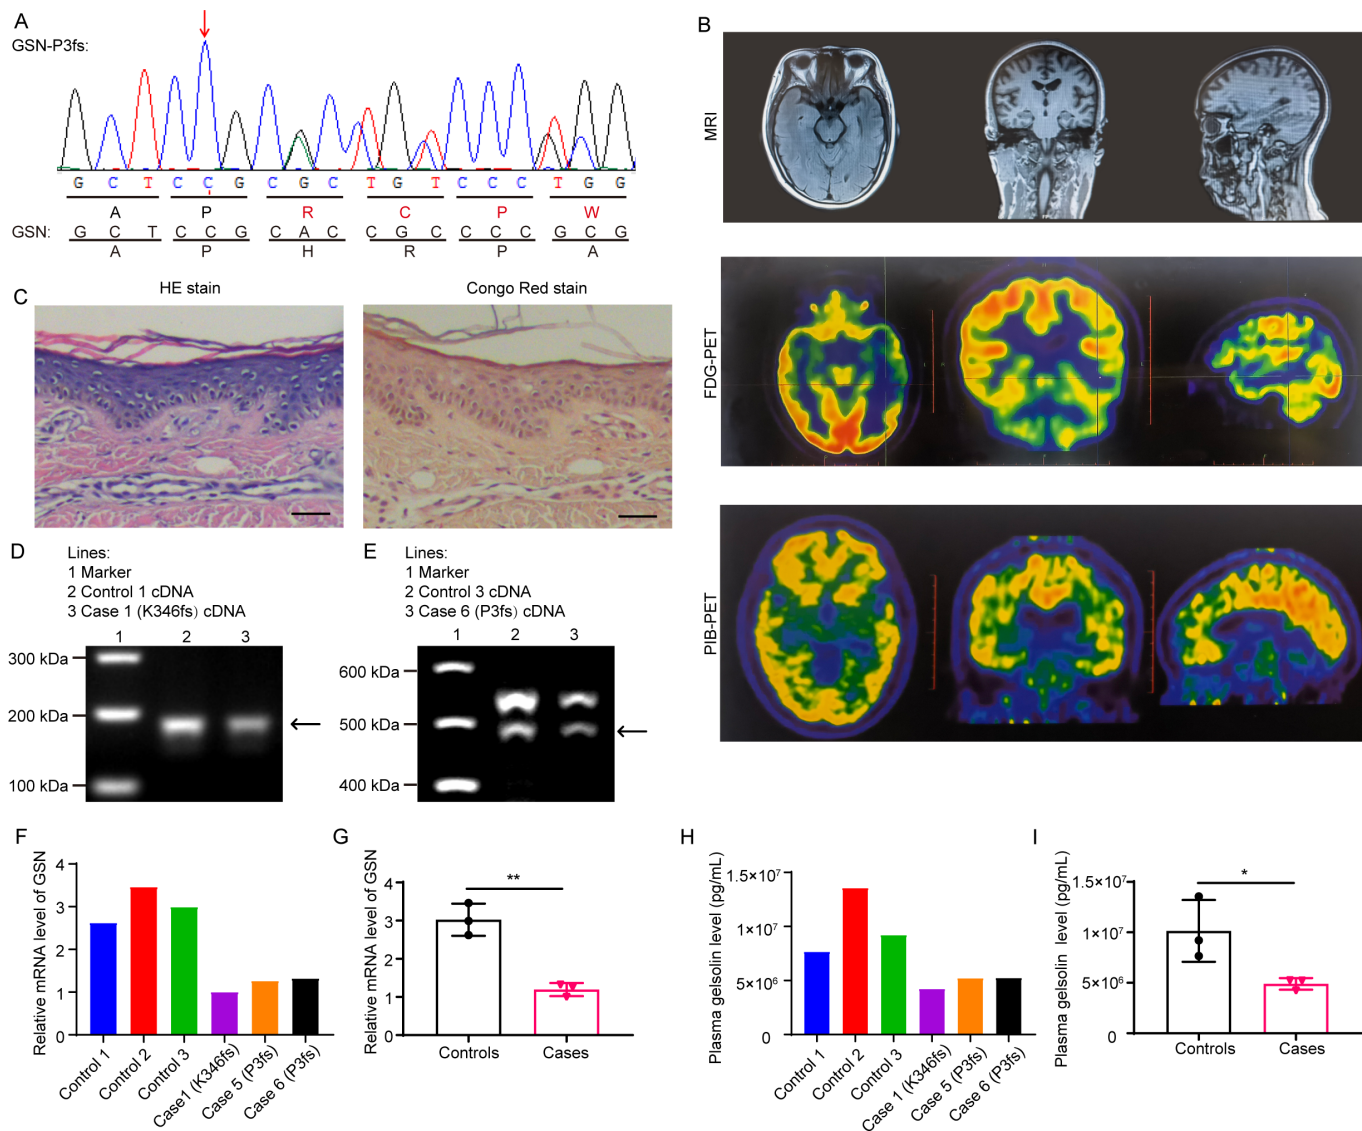 A
GSN-P3fs:
G C T C C G C G C T G T C C C T G G
A P R C P W
GSN: G C T C C G C A C C G C C C C G C G
A P H R P A
B
MRI
FDG-PET
PIB-PET
C
HE stain
Congo Red stain
D
Lines:
1 Marker
2 Control 1 cDNA
3 Case 1 (K346fs) cDNA
1 2 3
300 kDa
200 kDa
100 kDa
E
Lines:
1 Marker
2 Control 3 cDNA
3 Case 6 (P3fs) cDNA
1 2 3
600 kDa
500 kDa
400 kDa
F
Relative mRNA level of GSN
4
3
2
1
0
Control 1
Control 2
Control 3
Case1 (K346fs)
Case 5 (P3fs)
Case 6 (P3fs)
G
Relative mRNA level of GSN
4
3
2
1
0
**
Controls
Cases
H
Plasma gelsolin level (pg/mL)
1.5×10⁷
1×10⁷
5×10⁶
0
Control 1
Control 2
Control 3
Case 1 (K346fs)
Case 5 (P3fs)
Case 6 (P3fs)
I
Plasma gelsolin level (pg/mL)
1.5×10⁷
1×10⁷
5×10⁶
0
*
Controls
Cases